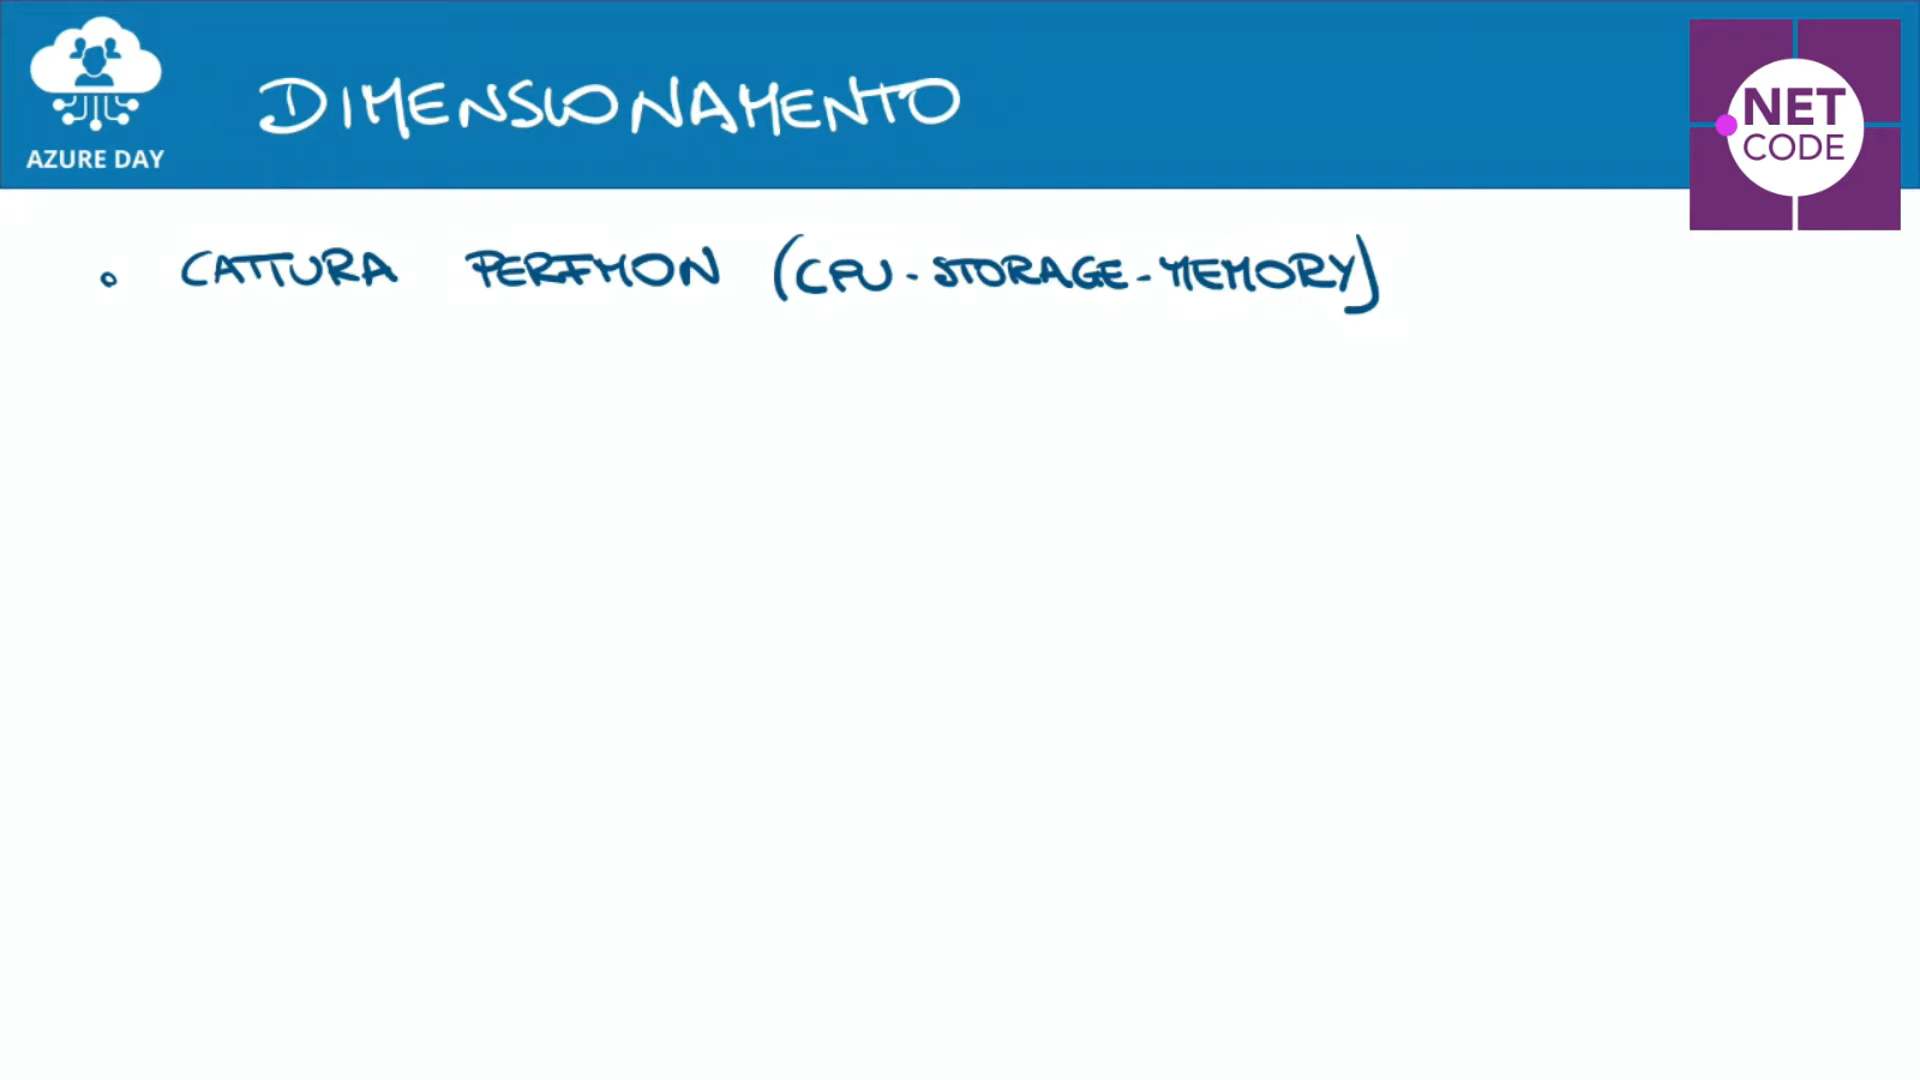 DIMENSIONAMENTO
AZURE DAY
NET
CODE
• CATTURA PERFMON (CPU - STORAGE - MEMORY)